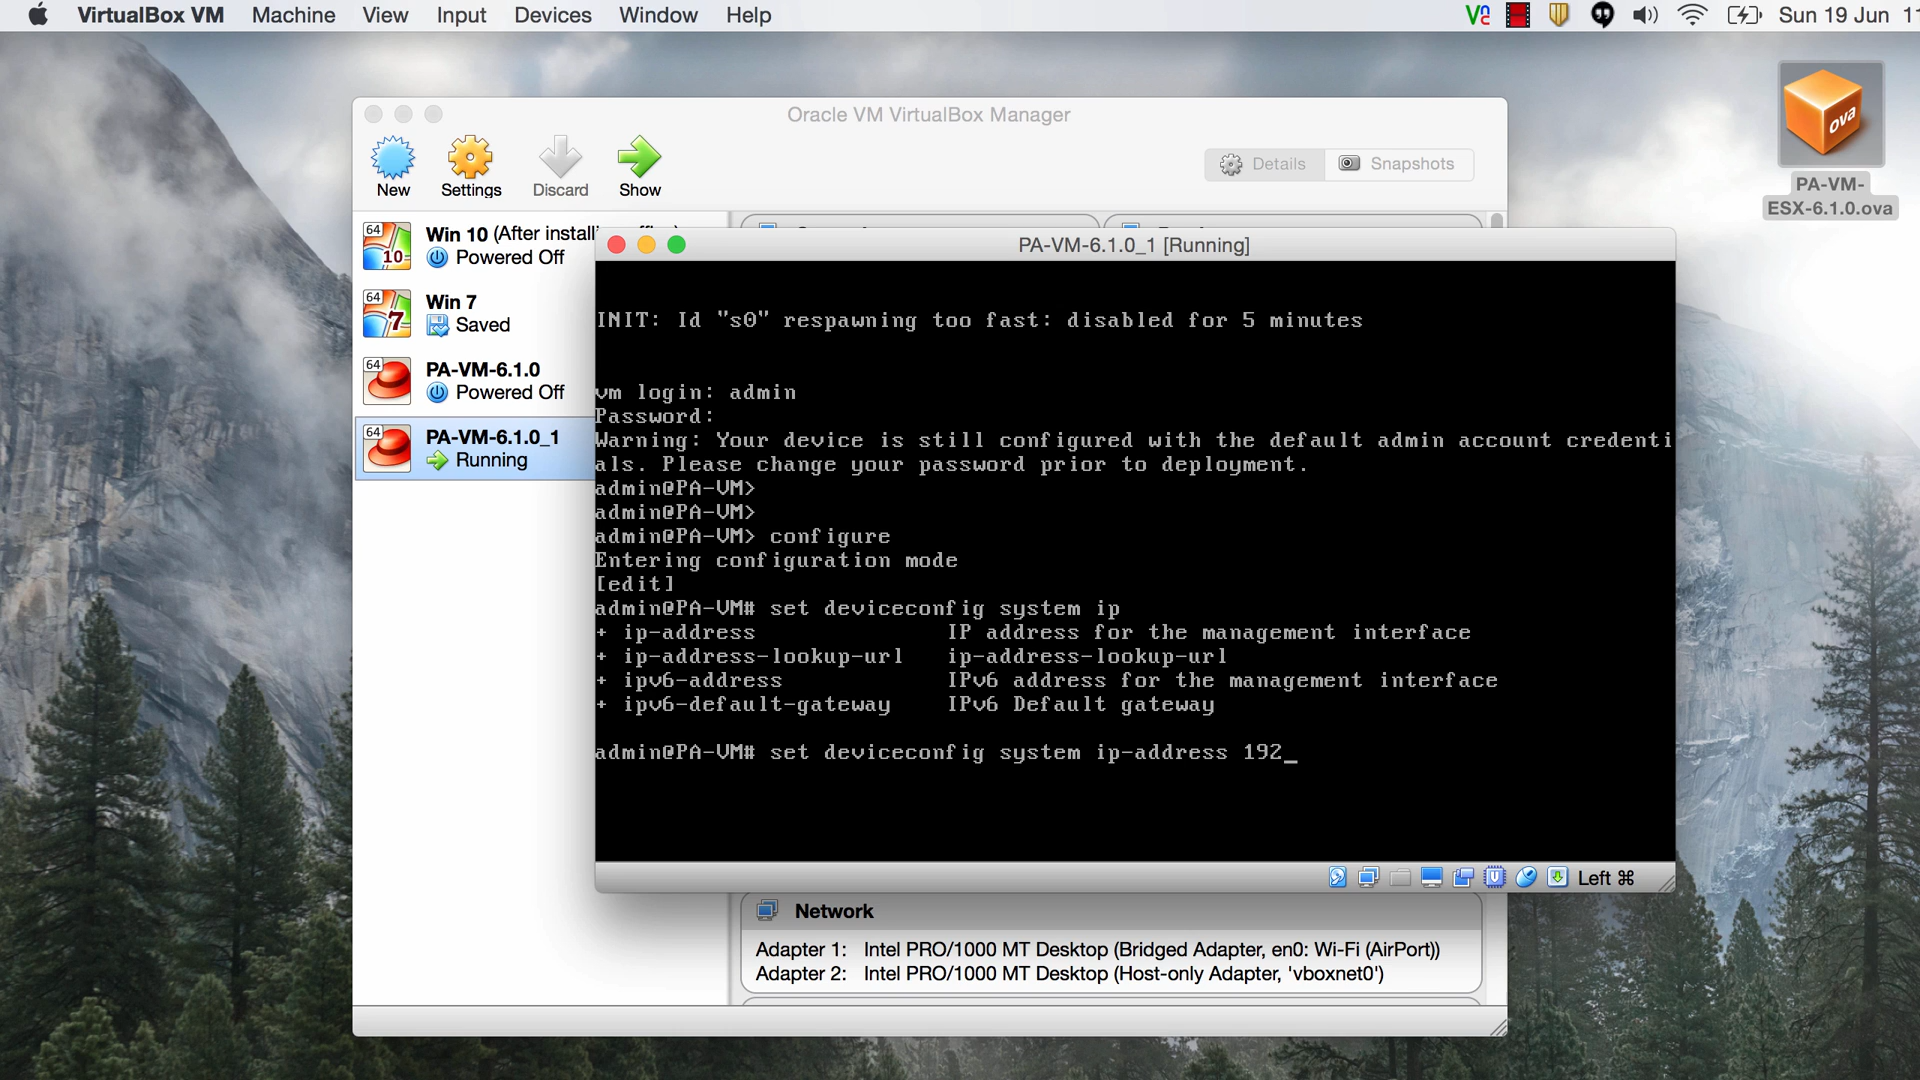 VirtualBox VM Machine View Input Devices Window Help
Sun 19 Jun
Oracle VM VirtualBox Manager
New
Settings
Discard
Show
Details
Snapshots
ova
PA-VM-
ESX-6.1.0.ova
64
10
Win 10 (After install
Powered Off
64
7
Win 7
Saved
64
PA-VM-6.1.0
Powered Off
64
PA-VM-6.1.0_1
Running
PA-VM-6.1.0_1 [Running]
INIT: Id "s0" respawning too fast: disabled for 5 minutes
vm login: admin
Password:
Warning: Your device is still configured with the default admin account credenti
als. Please change your password prior to deployment.
admin@PA-VM>
admin@PA-VM>
admin@PA-VM> configure
Entering configuration mode
[edit]
admin@PA-VM# set deviceconfig system ip
+ ip-address IP address for the management interface
+ ip-address-lookup-url ip-address-lookup-url
+ ipv6-address IPv6 address for the management interface
+ ipv6-default-gateway IPv6 Default gateway
admin@PA-VM# set deviceconfig system ip-address 192_
Left ⌘
Network
Adapter 1: Intel PRO/1000 MT Desktop (Bridged Adapter, en0: Wi-Fi (AirPort))
Adapter 2: Intel PRO/1000 MT Desktop (Host-only Adapter, 'vboxnet0')